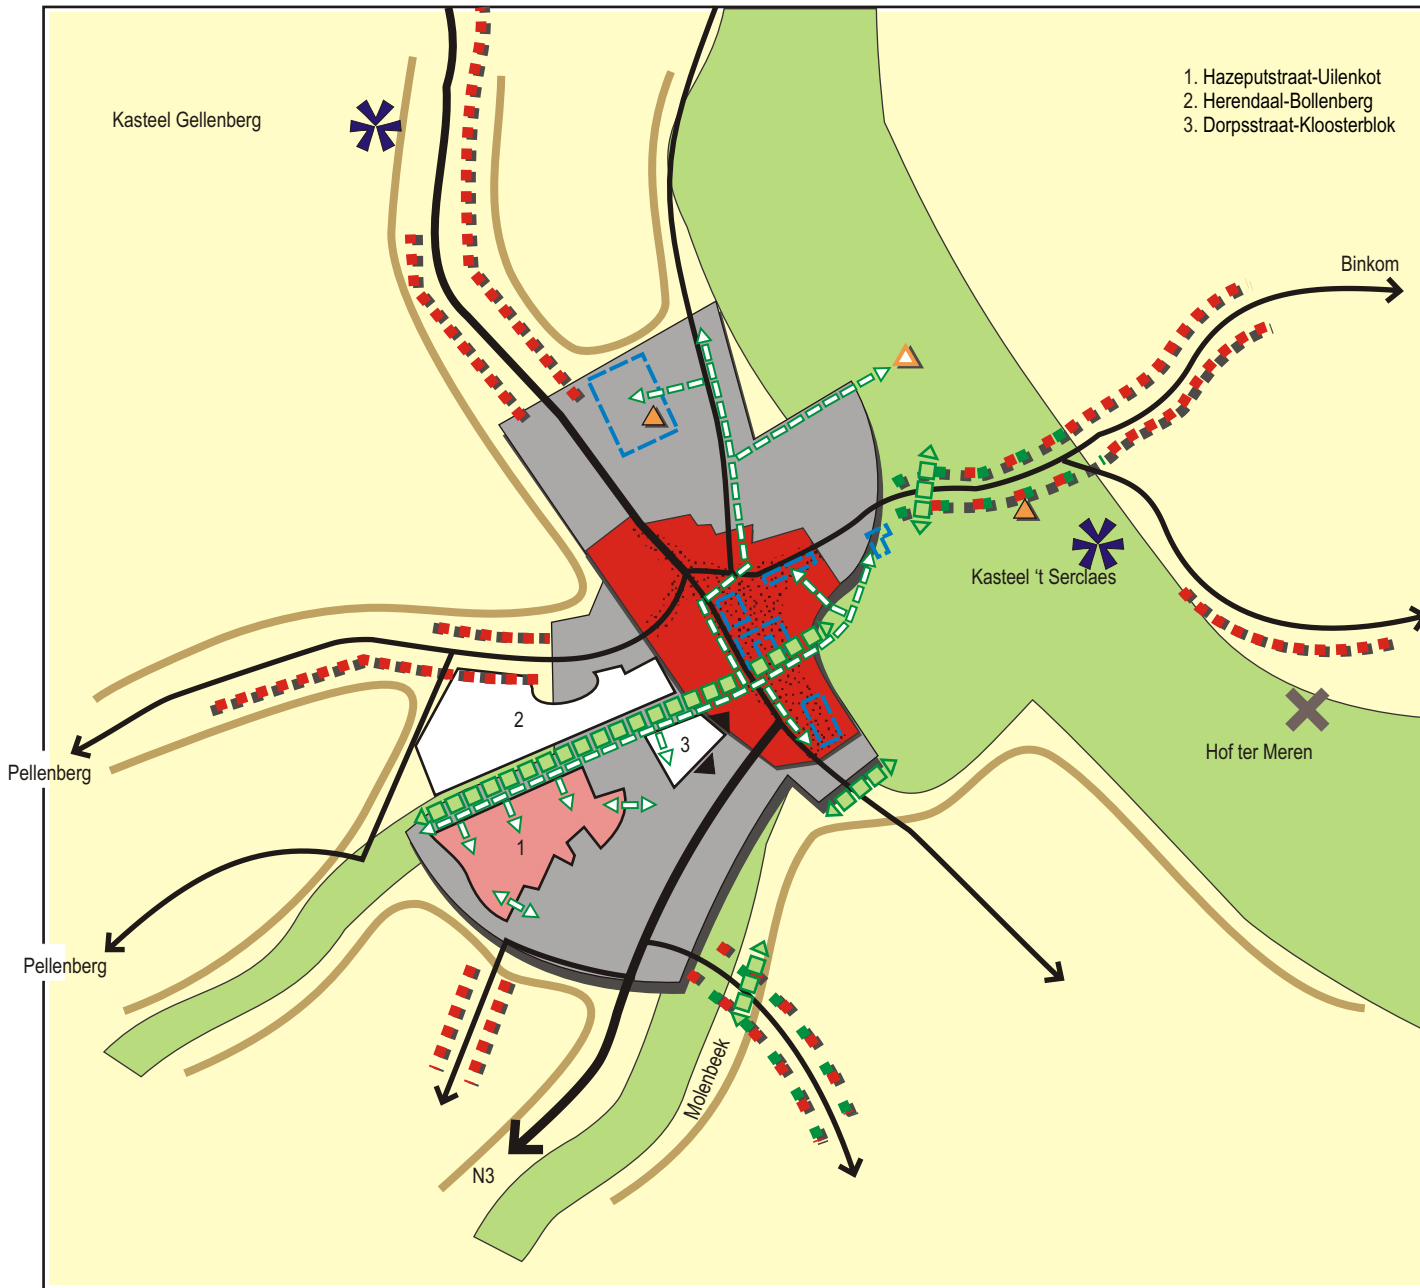 1. Hazeputstraat-Uilenkot
2. Herendaal-Bollenberg
3. Dorpsstraat-Kloosterblok
Kasteel Gellenberg
Binkom
Kasteel ‘t Serclaes
2
3
Hof ter Meren
Pellenberg
1
Pellenberg
Molenbeek
N3